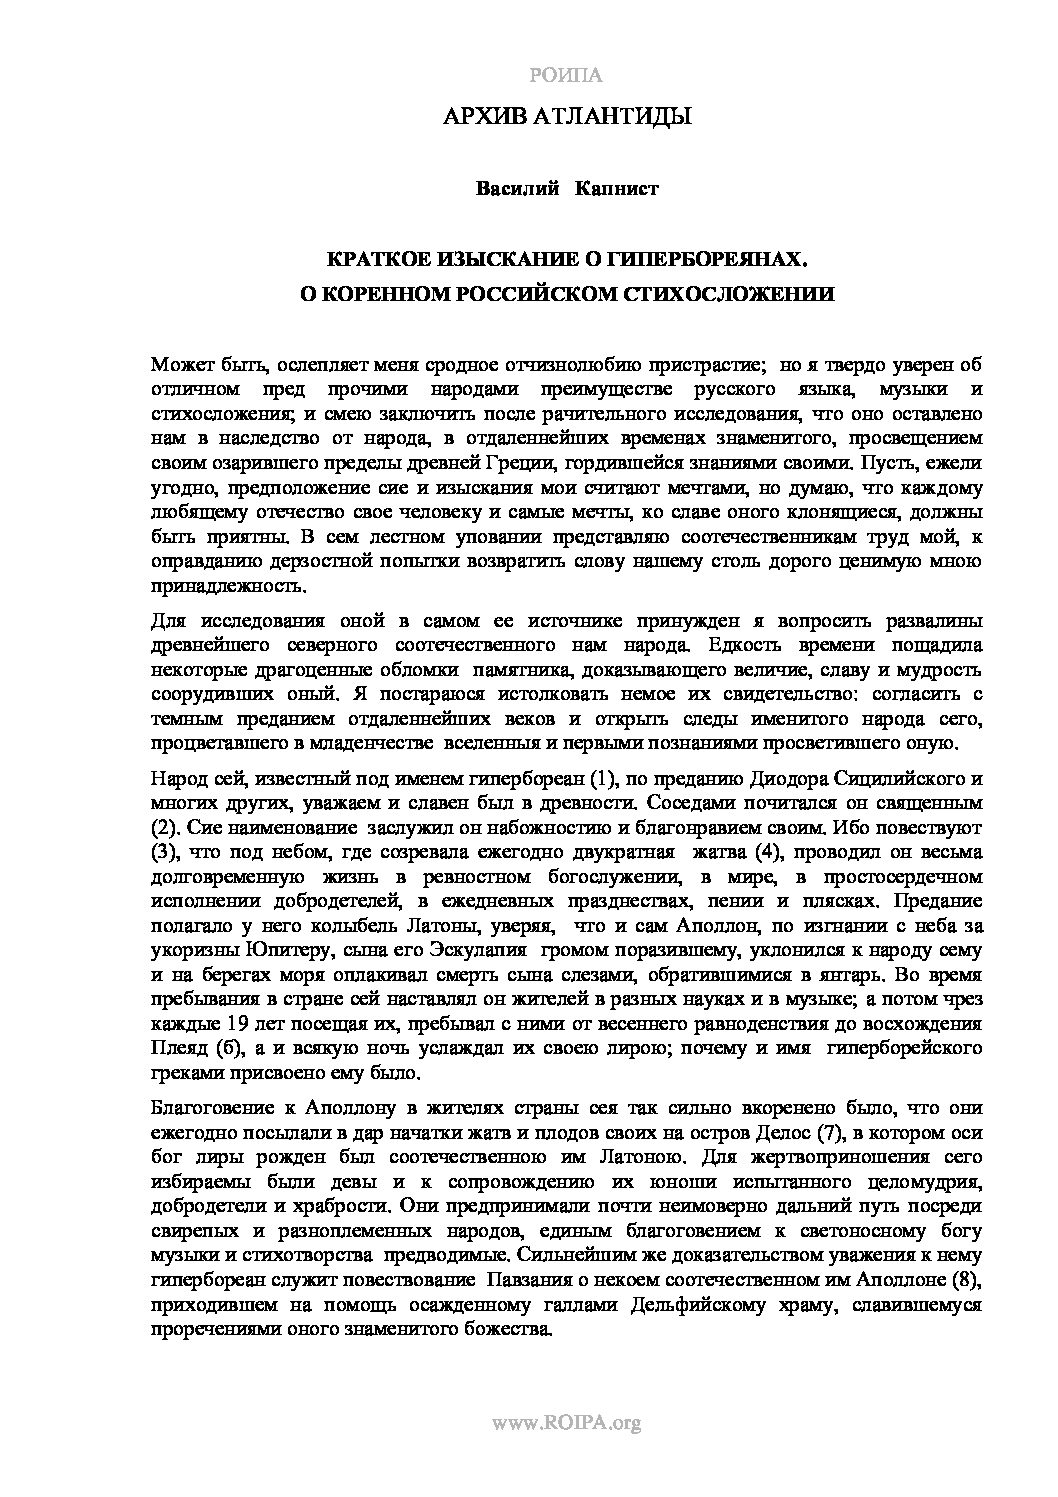 РОИПА
АРХИВ АТЛАНТИДЫ
Василий Капнист
КРАТКОЕ ИЗЫСКАНИЕ О ГИПЕРБОРЕЯНАХ.
О КОРЕННОМ РОССИЙСКОМ СТИХОСЛОЖЕНИИ
Может быть, ослепляет меня сродное отчизнолюбию пристрастие; но я твердо уверен об
отличном пред прочими народами преимуществе русского языка, музыки и
стихосложения; и смею заключить после рачительного исследования, что оно оставлено
нам в наследство от народа, в отдаленнейших временах знаменитого, просвещением
своим озарившего пределы древней Греции, гордившейся знаниями своими. Пусть, ежели
угодно, предположение сие и изыскания мои считают мечтами, но думаю, что каждому
любящему отечество свое человеку и самые мечты, ко славе оного клонящиеся, должны
быть приятны. В сем лестном уповании представляю соотечественникам труд мой, к
оправданию дерзостной попытки возвратить слову нашему столь дорого ценимую мною
принадлежность.
Для исследования оной в самом ее источнике принужден я вопросить развалины
древнейшего северного соотечественного нам народа. Едкость времени пощадила
некоторые драгоценные обломки памятника, доказывающего величие, славу и мудрость
соорудивших оный. Я постараюся истолковать немое их свидетельство: согласить с
темным преданием отдаленнейших веков и открыть следы именитого народа сего,
процветавшего в младенчестве вселенныя и первыми познаниями просветившего оную.
Народ сей, известный под именем гипербореан (1), по преданию Диодора Сицилийского и
многих других, уважаем и славен был в древности. Соседами почитался он священным
(2). Сие наименование заслужил он набожностию и благонравием своим. Ибо повествуют
(3), что под небом, где созревала ежегодно двукратная жатва (4), проводил он весьма
долговременную жизнь в ревностном богослужении, в мире, в простосердечном
исполнении добродетелей, в ежедневных празднествах, пении и плясках. Предание
полагало у него колыбель Латоны, уверяя, что и сам Аполлон, по изгнании с неба за
укоризны Юпитеру, сына его Эскулапия громом поразившему, уклонился к народу сему
и на берегах моря оплакивал смерть сына слезами, обратившимися в янтарь. Во время
пребывания в стране сей наставлял он жителей в разных науках и в музыке; а потом чрез
каждые 19 лет посещая их, пребывал с ними от весеннего равноденствия до восхождения
Плеяд (б), а и всякую ночь услаждал их своею лирою; почему и имя гиперборейского
греками присвоено ему было.
Благоговение к Аполлону в жителях страны сея так сильно вкоренено было, что они
ежегодно посылали в дар начатки жатв и плодов своих на остров Делос (7), в котором оси
бог лиры рожден был соотечественною им Латоною. Для жертвоприношения сего
избираемы были девы и к сопровождению их юноши испытанного целомудрия,
добродетели и храбрости. Они предпринимали почти неимоверно дальний путь посреди
свирепых и разноплеменных народов, единым благоговением к светоносному богу
музыки и стихотворства предводимые. Сильнейшим же доказательством уважения к нему
гипербореан служит повествование Павзания о некоем соотечественном им Аполлоне (8),
приходившем на помощь осажденному галлами Дельфийскому храму, славившемуся
проречениями оного знаменитого божества.
www.ROIPA.org